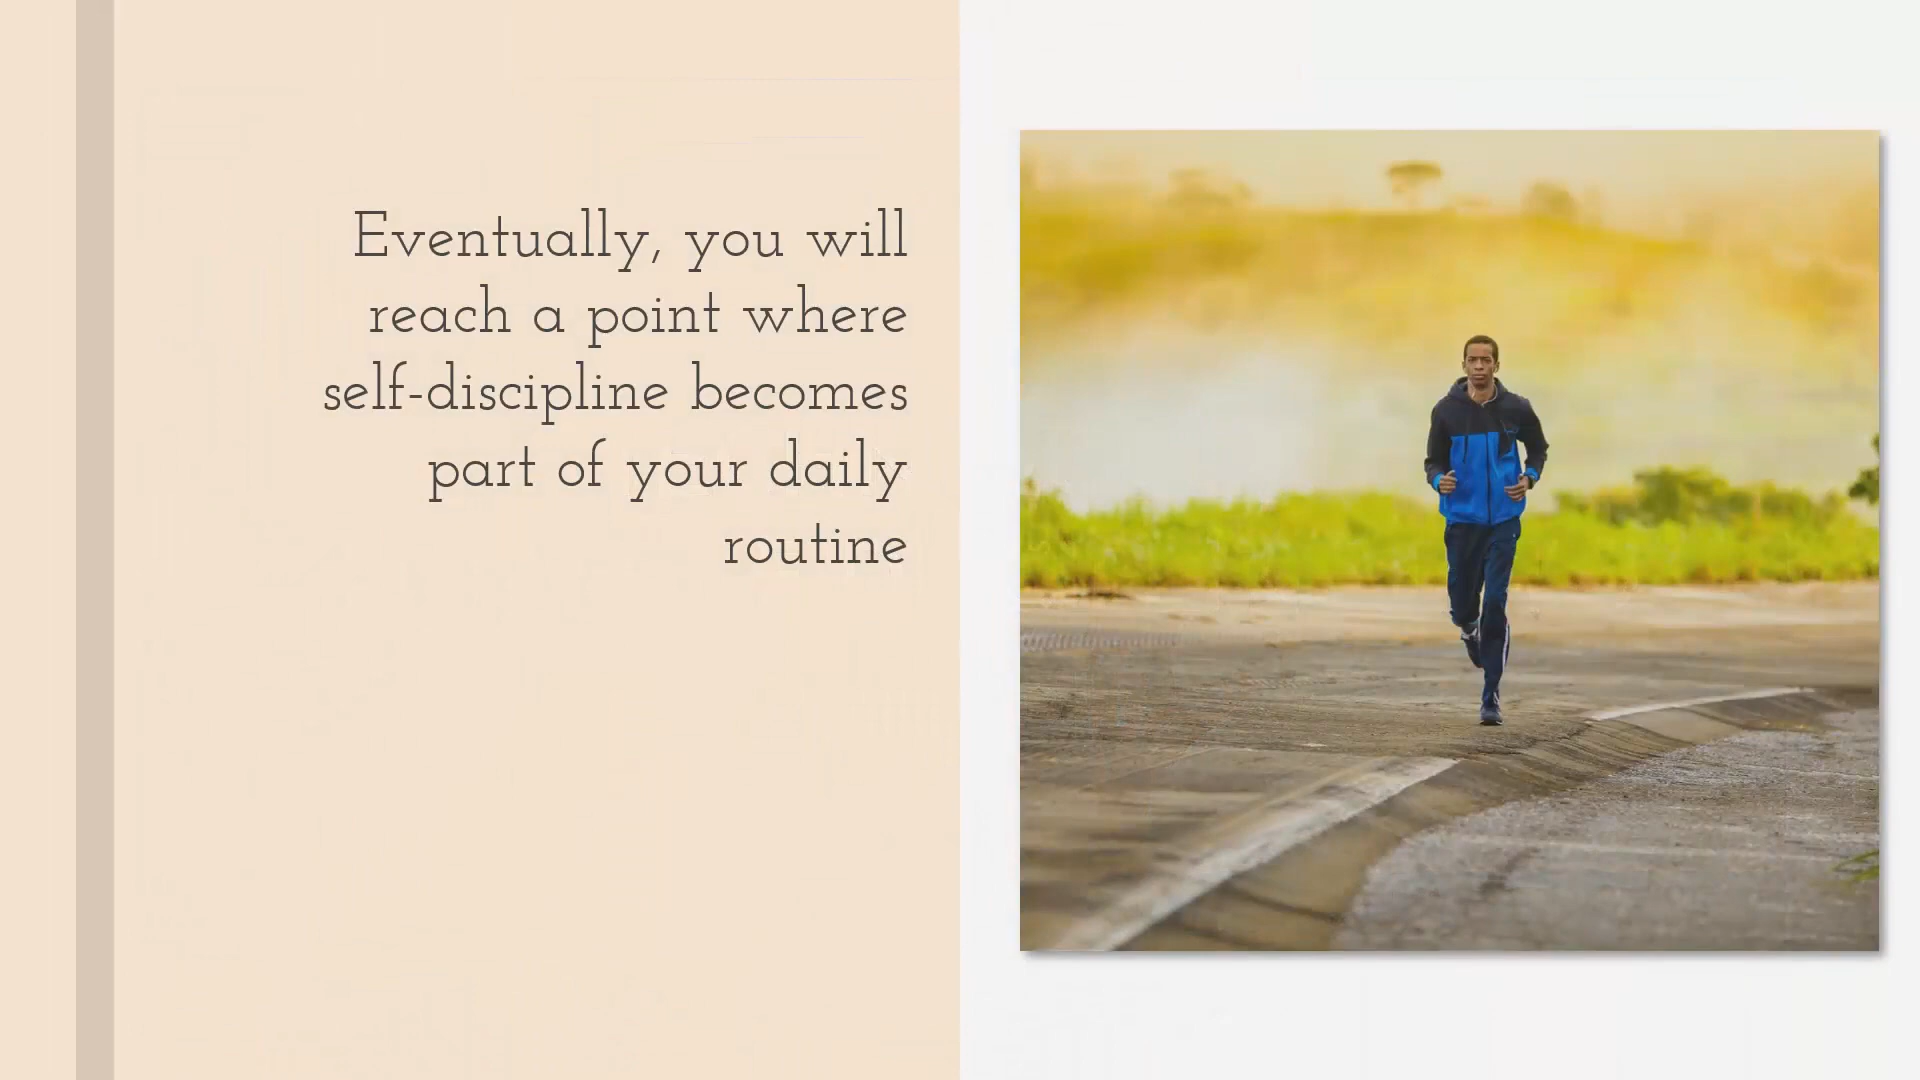 Eventually, you will
reach a point where
self-discipline becomes
part of your daily
routine